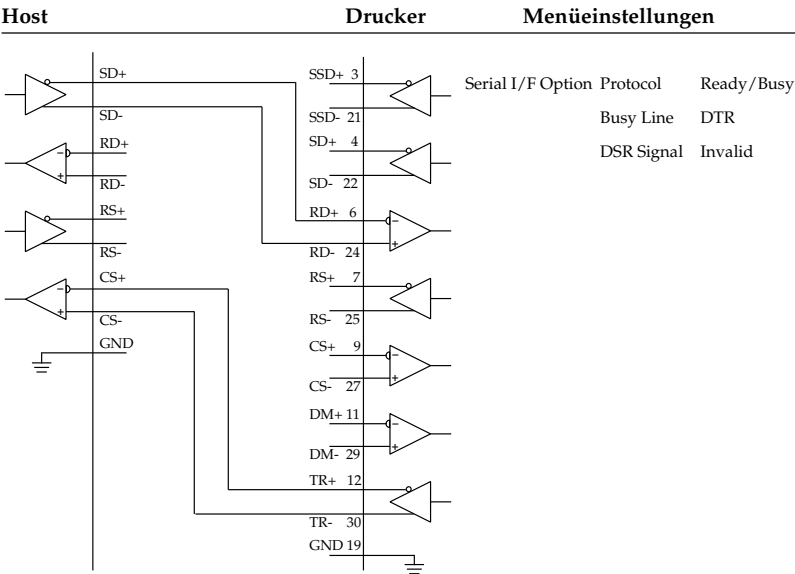 Host Drucker Menüeinstellungen
SD+ SSD+ 3 Serial I/F Option Protocol Ready/Busy
SD- SSD- 21 Busy Line DTR
RD+ SD+ 4 DSR Signal Invalid
RD- SD- 22
RS+ RD+ 6
RS- RD- 24
CS+ RS+ 7
CS- RS- 25
GND CS+ 9
CS- 27
DM+ 11
DM- 29
TR+ 12
TR- 30
GND 19